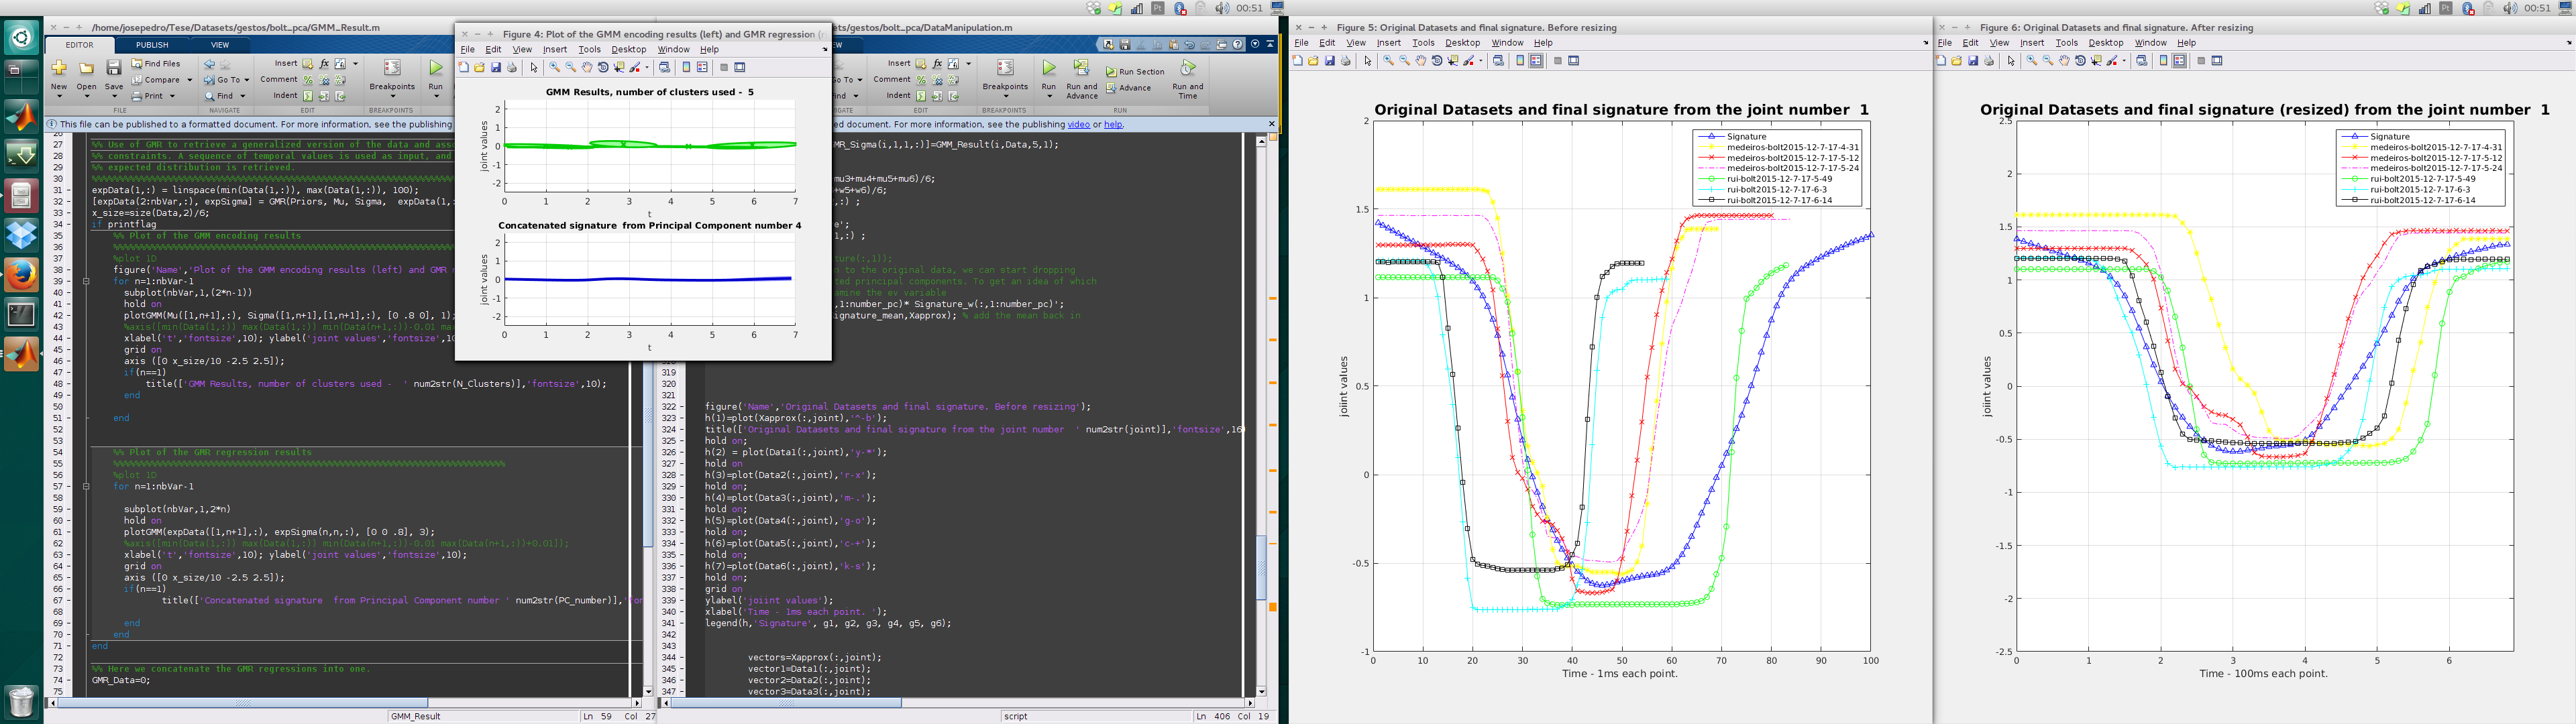 Pt
00:51
/home/josepedro/Tese/Datasets/gestos/bolt_pca/GMM_Result.m
EDITOR PUBLISH VIEW
Insert
Find Files
Compare
Print
Go To
Find
Comment
Indent
New Open Save
Breakpoints
Run
FILE NAVIGATE EDIT BREAKPOINTS
This file can be published to a formatted document. For more information, see the publishing
27 %% Use of GMR to retrieve a generalized version of the data and
28 %% constraints. A sequence of temporal values is used as input, and
29 %% expected distribution is retrieved.
30
31 expData(1,:) = linspace(min(Data(1,:)), max(Data(1,:)), 100);
32 [expData(2:nbVar,:), expSigma] = GMR(Priors, Mu, Sigma, expData(1,
33 x_size=size(Data,2)/6;
34 if printflag
35 %% Plot of the GMM encoding results
36
37 %plot 1D
38 figure('Name','Plot of the GMM encoding results (left) and GMR
39 for n=1:nbVar-1
40 subplot(nbVar,1,(2*n-1))
41 hold on
42 plotGMM(Mu([1,n+1],:), Sigma([1,n+1],[1,n+1],:), [0 .8 0], 1);
43 %axis([min(Data(1,:)) max(Data(1,:)) min(Data(n+1,:))-0.01
44 xlabel('t','fontsize',10); ylabel('joint values','fontsize',10
45 grid on
46 axis ([0 x_size/10 -2.5 2.5]);
47 if(n==1)
48 title(['GMM Results, number of clusters used - ' num2str(N_Clusters)],'fontsize',10);
49 end
50
51 end
52
53
54 %% Plot of the GMR regression results
55
56 %plot 1D
57 for n=1:nbVar-1
58
59 subplot(nbVar,1,2*n)
60 hold on
61 plotGMM(expData([1,n+1],:), expSigma(n,n,:), [0 0 .8], 3);
62 %axis([min(Data(1,:)) max(Data(1,:)) min(Data(n+1,:))-0.01 max(Data(n+1,:))+0.01]);
63 xlabel('t','fontsize',10); ylabel('joint values','fontsize',10);
64 grid on
65 axis ([0 x_size/10 -2.5 2.5]);
66 if(n==1)
67 title(['Concatenated signature from Principal Component number ' num2str(PC_number)],'fon
68
69 end
70 end
71 end
72
73 %% Here we concatenate the GMR regressions into one.
74 GMR_Data=0;
75
GMM_Result
Ln 59 Col 27
Figure 4: Plot of the GMM encoding results (left) and GMR regression
File Edit View Insert Tools Desktop Window Help
GMM Results, number of clusters used - 5
joint values
2
1
0
-1
-2
0 1 2 3 4 5 6 7
t
Concatenated signature from Principal Component number 4
joint values
2
1
0
-1
-2
0 1 2 3 4 5 6 7
t
ets/gestos/bolt_pca/DataManipulation.m
Go To
Find
Insert
Comment
Indent
Breakpoints
Run
Run and Advance
Run Section
Advance
Run and Time
NAVIGATE EDIT BREAKPOINTS RUN
ed document. For more information, see the publishing video or help.
MR_Sigma(i,1,1,:)]=GMM_Result(i,Data,5,1);
mu3+mu4+mu5+mu6)/6;
+w5+w6)/6;
) ;
e';
1,:) ;
ture(:,1));
n to the original data, we can start dropping
ted principal components. To get an idea of which
amine the ev variable
,1:number_pc)* Signature_w(:,1:number_pc)';
ignature_mean,Xapprox); % add the mean back in
319
320
321
322 figure('Name','Original Datasets and final signature. Before resizing');
323 h(1)=plot(Xapprox(:,joint),'^-b');
324 title(['Original Datasets and final signature from the joint number ' num2str(joint)],'fontsize',16)
325 hold on;
326 h(2) = plot(Data1(:,joint),'y-*');
327 hold on
328 h(3)=plot(Data2(:,joint),'r-x');
329 hold on;
330 h(4)=plot(Data3(:,joint),'m-.');
331 hold on;
332 h(5)=plot(Data4(:,joint),'g-o');
333 hold on;
334 h(6)=plot(Data5(:,joint),'c-+');
335 hold on;
336 h(7)=plot(Data6(:,joint),'k-s');
337 hold on;
338 grid on
339 ylabel('joiint values');
340 xlabel('Time - 1ms each point. ');
341 legend(h,'Signature', g1, g2, g3, g4, g5, g6);
342
343
344 vectors=Xapprox(:,joint);
345 vector1=Data1(:,joint);
346 vector2=Data2(:,joint);
347 vector3=Data3(:,joint);
script
Ln 406 Col 19
Figure 5: Original Datasets and final signature. Before resizing
File Edit View Insert Tools Desktop Window Help
Original Datasets and final signature from the joint number 1
Signature
medeiros-bolt2015-12-7-17-4-31
medeiros-bolt2015-12-7-17-5-12
medeiros-bolt2015-12-7-17-5-24
rui-bolt2015-12-7-17-5-49
rui-bolt2015-12-7-17-6-3
rui-bolt2015-12-7-17-6-14
joiint values
2
1.5
1
0.5
0
-0.5
-1
0 10 20 30 40 50 60 70 80 90 100
Time - 1ms each point.
Pt
00:51
Figure 6: Original Datasets and final signature. After resizing
File Edit View Insert Tools Desktop Window Help
Original Datasets and final signature (resized) from the joint number 1
Signature
medeiros-bolt2015-12-7-17-4-31
medeiros-bolt2015-12-7-17-5-12
medeiros-bolt2015-12-7-17-5-24
rui-bolt2015-12-7-17-5-49
rui-bolt2015-12-7-17-6-3
rui-bolt2015-12-7-17-6-14
joiint values
2.5
2
1.5
1
0.5
0
-0.5
-1
-1.5
-2
-2.5
0 1 2 3 4 5 6
Time - 100ms each point.